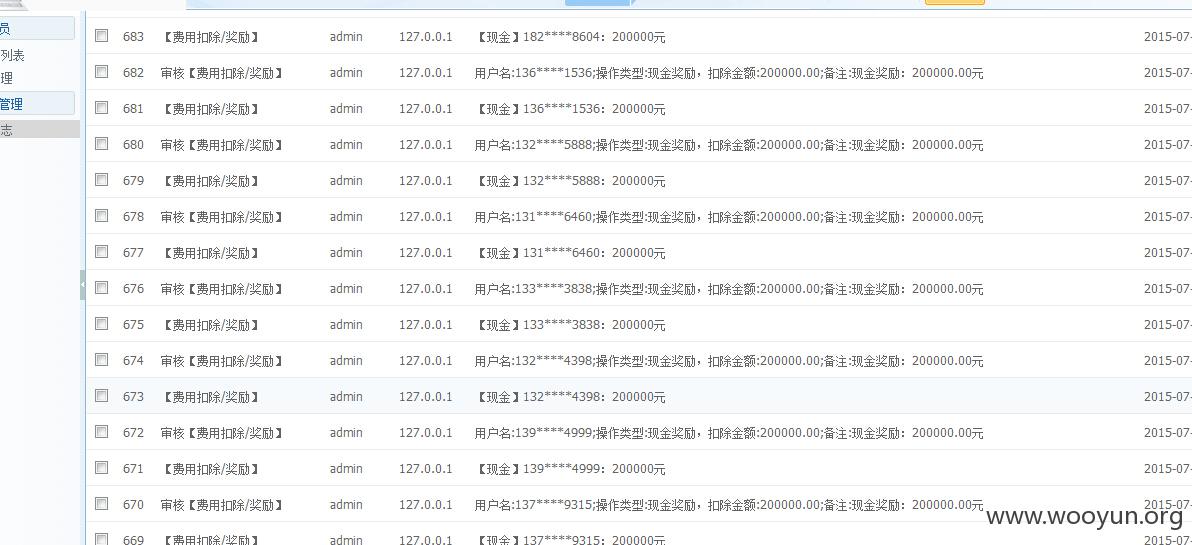 员
列表
理
管理
志
683 【费用扣除/奖励】 admin 127.0.0.1 【现金】182****8604：200000元 2015-07-
682 审核【费用扣除/奖励】 admin 127.0.0.1 用户名:136****1536;操作类型:现金奖励，扣除金额:200000.00;备注:现金奖励：200000.00元 2015-07-
681 【费用扣除/奖励】 admin 127.0.0.1 【现金】136****1536：200000元 2015-07-
680 审核【费用扣除/奖励】 admin 127.0.0.1 用户名:132****5888;操作类型:现金奖励，扣除金额:200000.00;备注:现金奖励：200000.00元 2015-07-
679 【费用扣除/奖励】 admin 127.0.0.1 【现金】132****5888：200000元 2015-07-
678 审核【费用扣除/奖励】 admin 127.0.0.1 用户名:131****6460;操作类型:现金奖励，扣除金额:200000.00;备注:现金奖励：200000.00元 2015-07-
677 【费用扣除/奖励】 admin 127.0.0.1 【现金】131****6460：200000元 2015-07-
676 审核【费用扣除/奖励】 admin 127.0.0.1 用户名:133****3838;操作类型:现金奖励，扣除金额:200000.00;备注:现金奖励：200000.00元 2015-07-
675 【费用扣除/奖励】 admin 127.0.0.1 【现金】133****3838：200000元 2015-07-
674 审核【费用扣除/奖励】 admin 127.0.0.1 用户名:132****4398;操作类型:现金奖励，扣除金额:200000.00;备注:现金奖励：200000.00元 2015-07-
673 【费用扣除/奖励】 admin 127.0.0.1 【现金】132****4398：200000元 2015-07-
672 审核【费用扣除/奖励】 admin 127.0.0.1 用户名:139****4999;操作类型:现金奖励，扣除金额:200000.00;备注:现金奖励：200000.00元 2015-07-
671 【费用扣除/奖励】 admin 127.0.0.1 【现金】139****4999：200000元 2015-07-
670 审核【费用扣除/奖励】 admin 127.0.0.1 用户名:137****9315;操作类型:现金奖励，扣除金额:200000.00;备注:现金奖励：200000.00元 2015-07-
www.wooyun.org
669 【费用扣除/奖励】 admin 127.0.0.1 【现金】137****9315：200000元 2015-07-